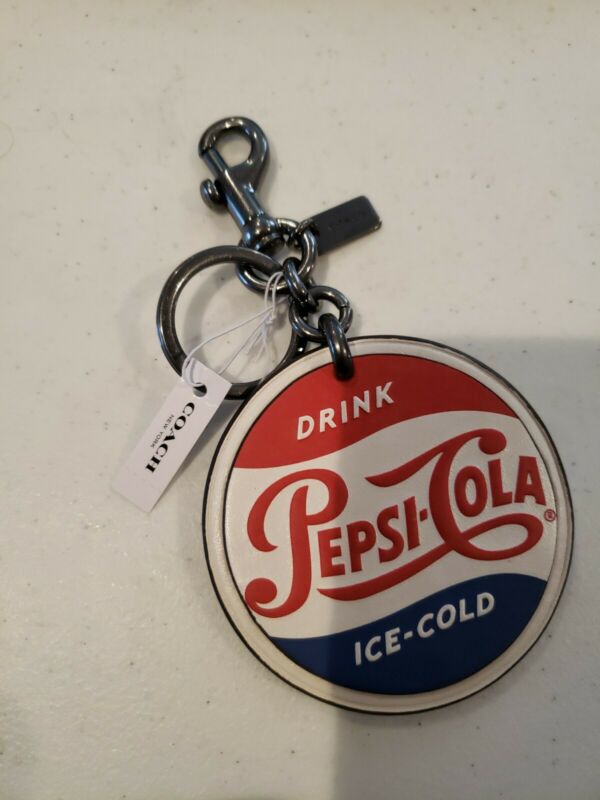 COACH
NEW YORK
DRINK
PEPSI-COLA®
ICE-COLD